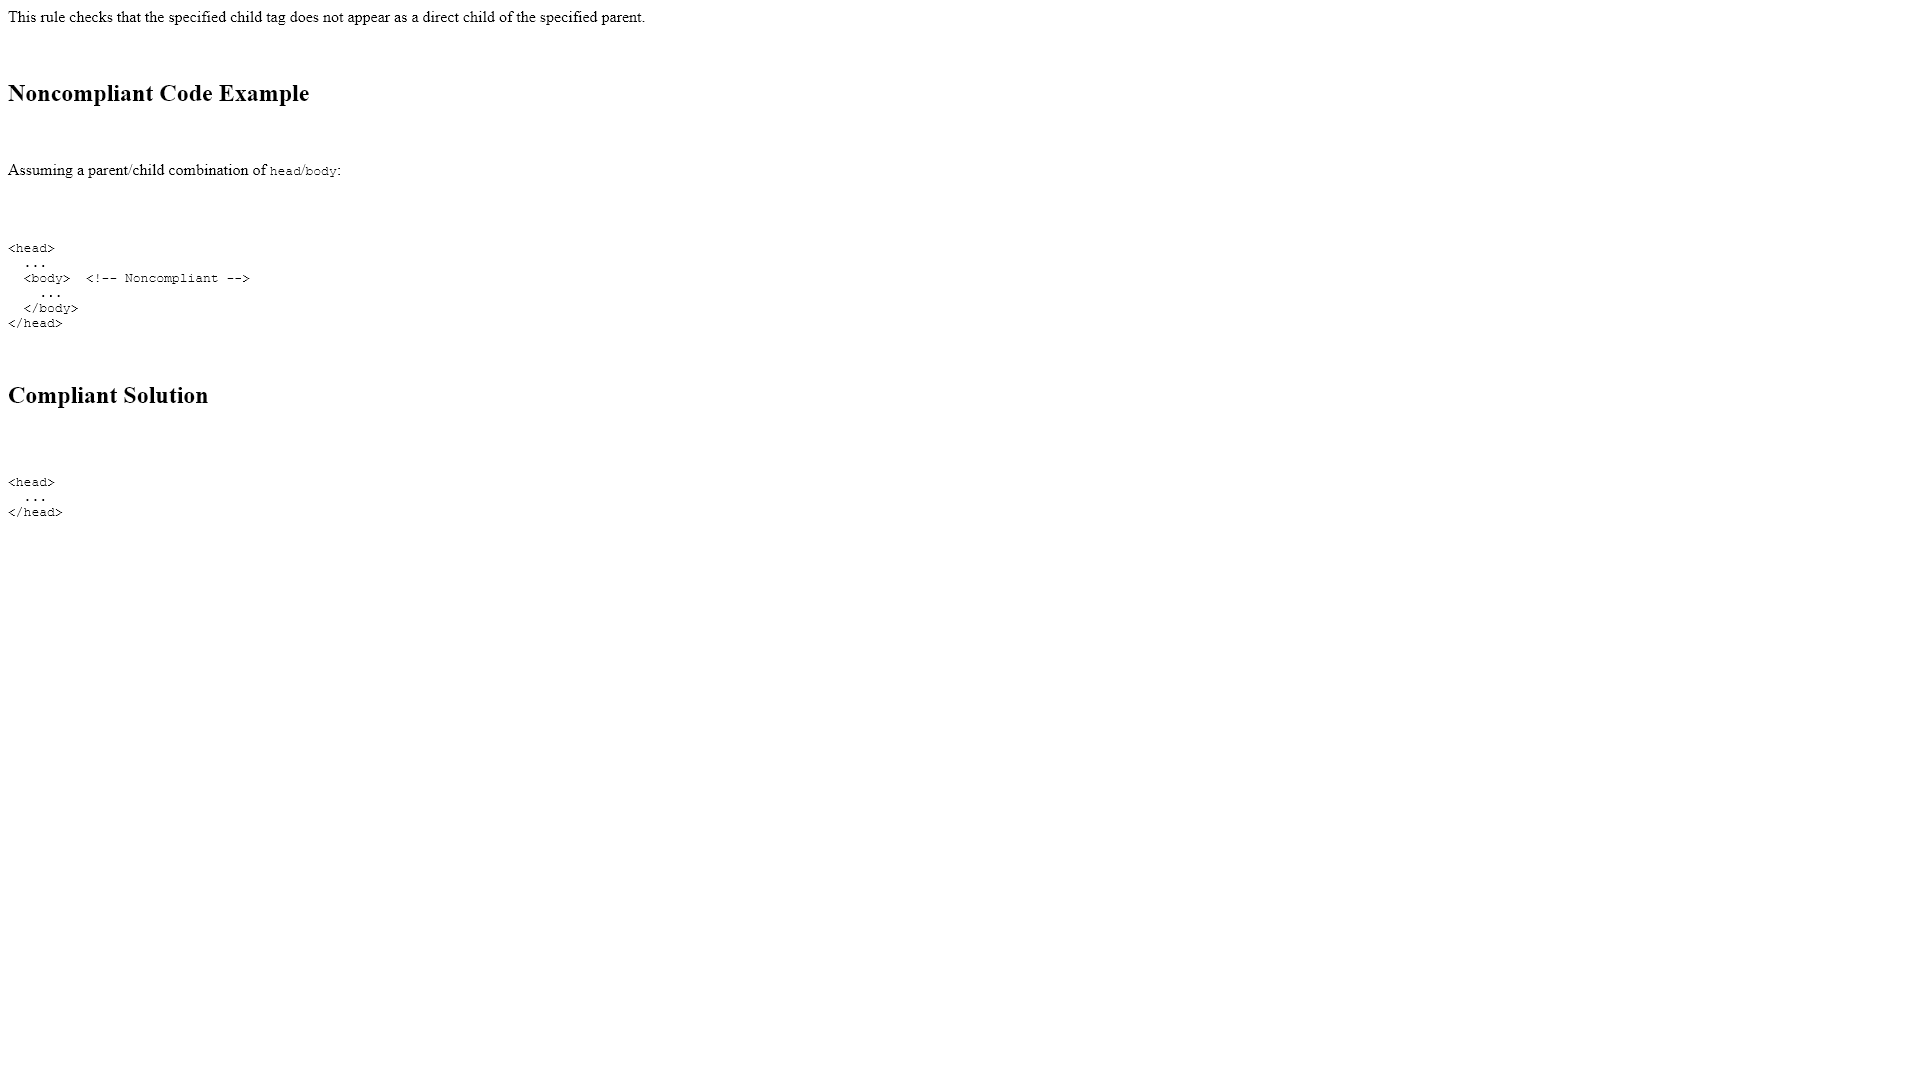 This rule checks that the specified child tag does not appear as a direct child of the specified parent.
Noncompliant Code Example
Assuming a parent/child combination of head/body:
<head>
  ...
  <body>  <!-- Noncompliant -->
    ...
  </body>
</head>
Compliant Solution
<head>
  ...
</head>